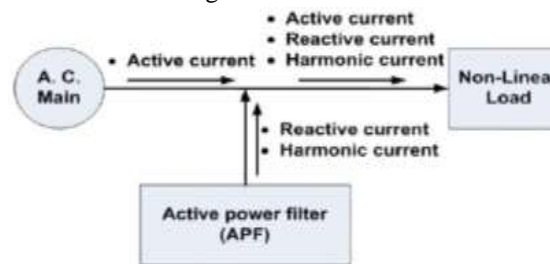 • Active current
• Reactive current
• Harmonic current
• Active current
A. C.
Main
Non-Linear
Load
• Reactive current
• Harmonic current
Active power filter
(APF)